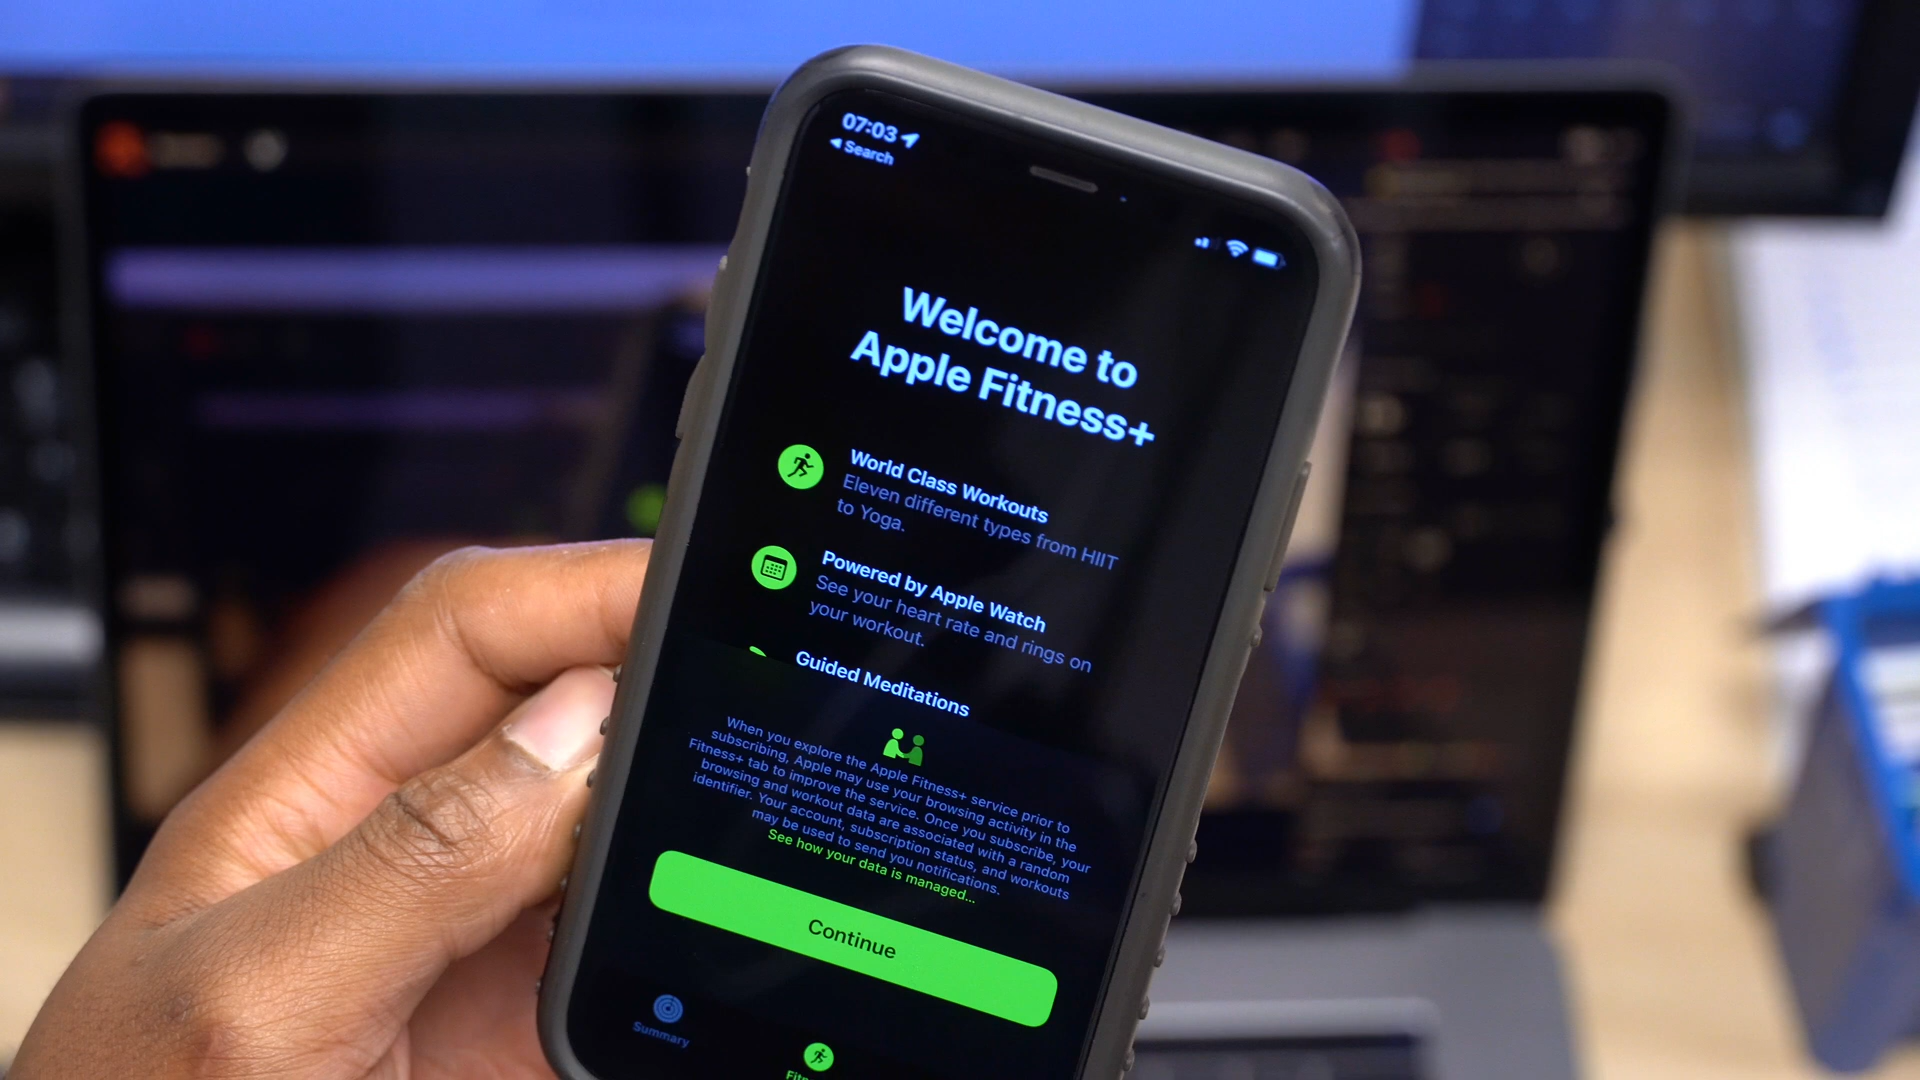 07:03
Search
Welcome to
Apple Fitness+
World Class Workouts
Eleven different types from HIIT
to Yoga.
Powered by Apple Watch
See your heart rate and rings on
your workout.
Guided Meditations
When you explore the Apple Fitness+ service prior to
subscribing, Apple may use your browsing activity in the
Fitness+ tab to improve the service. Once you subscribe, your
browsing and workout data are associated with a random
identifier. Your account, subscription status, and workouts
may be used to send you notifications.
See how your data is managed...
Continue
Summary